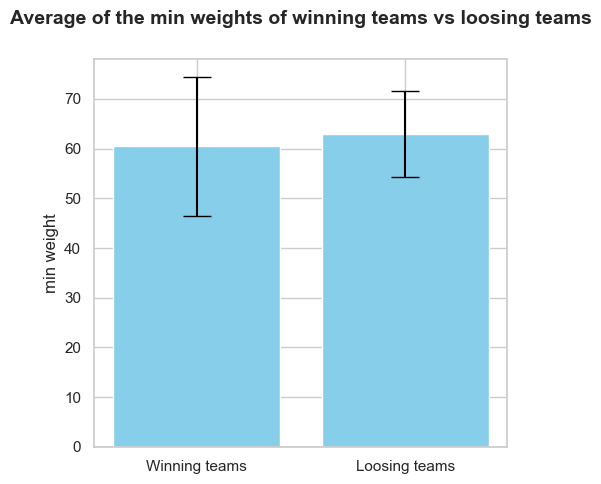 Average of the min weights of winning teams vs loosing teams
70
60
50
40
30
20
10
0
min weight
Winning teams
Loosing teams